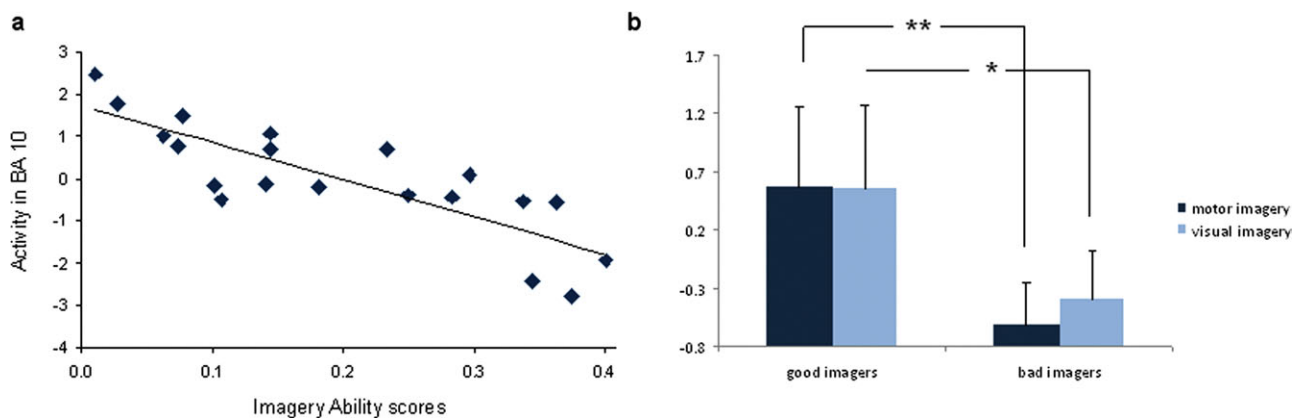 a
Activity in BA 10
3
2
1
0
-1
-2
-3
-4
0.0 0.1 0.2 0.3 0.4
Imagery Ability scores
b
**
*
1.7
1.2
0.7
0.2
-0.3
-0.8
good imagers bad imagers
motor imagery
visual imagery